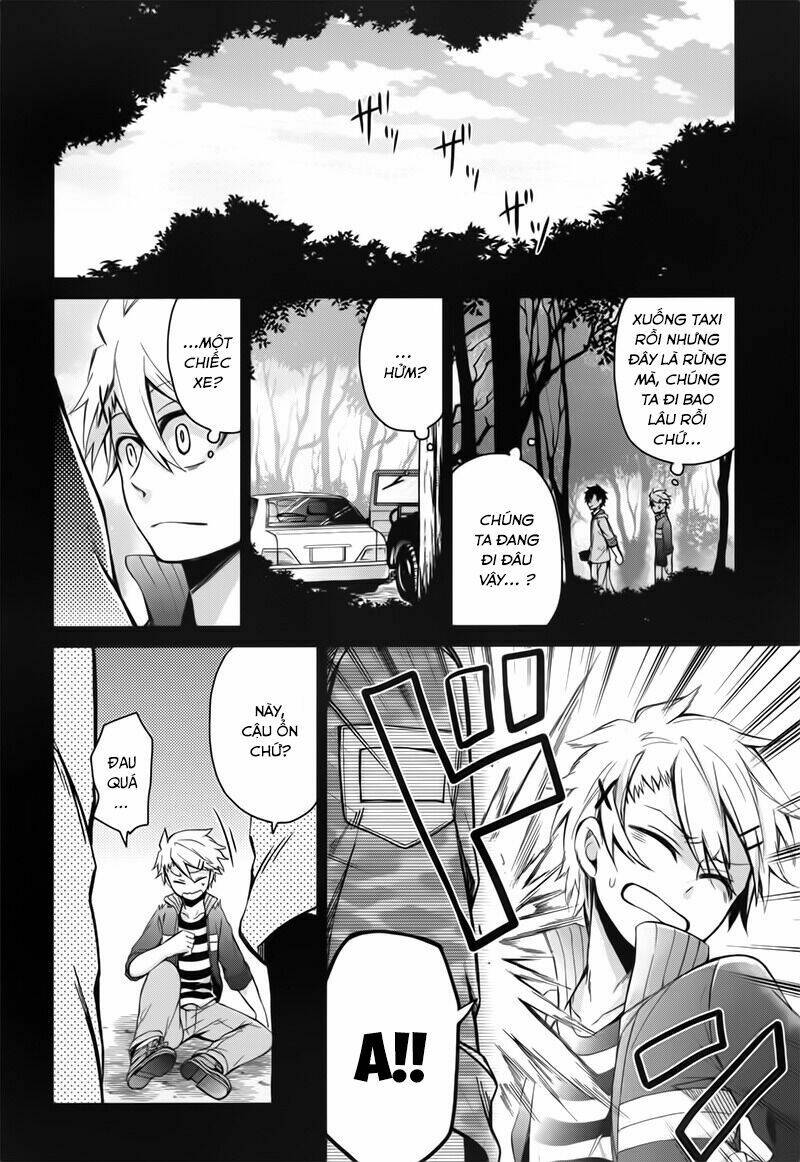 ザッ
ザッ
ザッ
XUỐNG TAXI
RỒI NHƯNG
ĐÂY LÀ RỪNG
MÀ, CHÚNG
TA ĐI BAO
LÂU RỒI
CHỨ...
CHÚNG
TA ĐANG
ĐI ĐÂU
VẬY... ?
...
HỬM?
...MỘT
CHIẾC
XE?
ドンッ
A!!
NÀY,
CẬU ỔN
CHỨ?
ĐAU
QUÁ
...